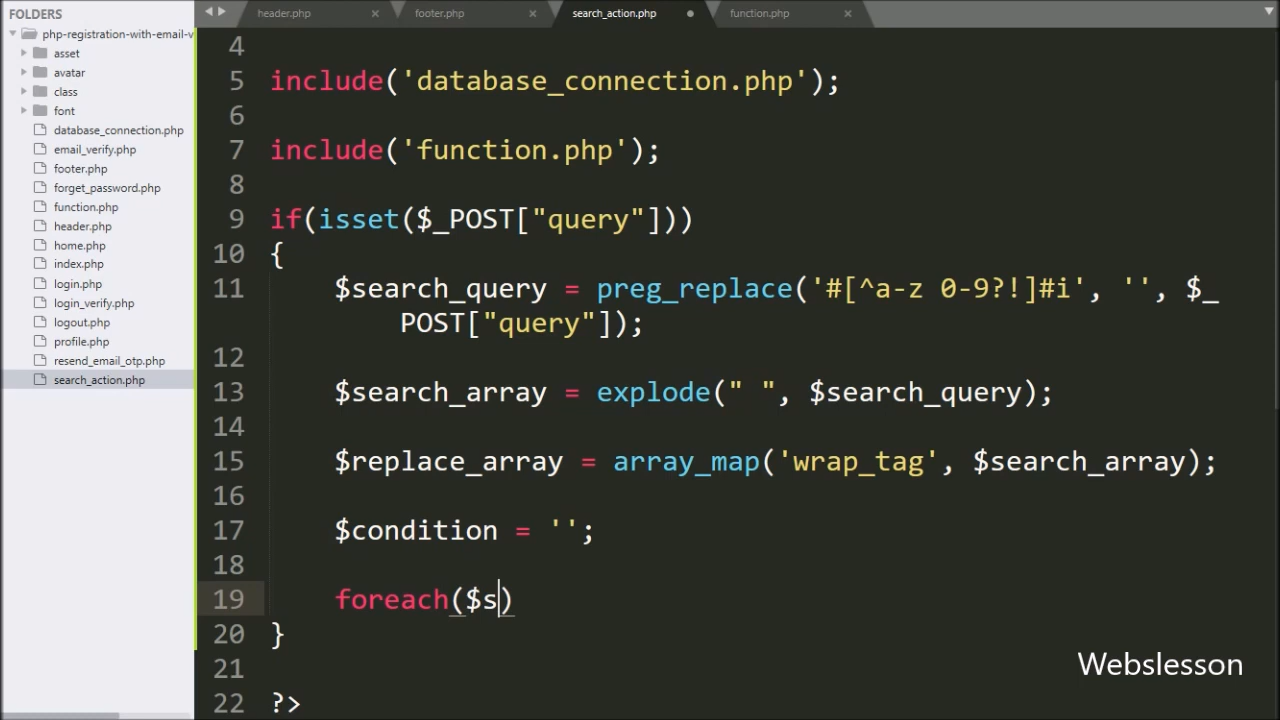 FOLDERS
php-registration-with-email-v
asset
avatar
class
font
database_connection.php
email_verify.php
footer.php
forget_password.php
function.php
header.php
home.php
index.php
login.php
login_verify.php
logout.php
profile.php
resend_email_otp.php
search_action.php
header.php
footer.php
search_action.php
function.php
4
5 include('database_connection.php');
6
7 include('function.php');
8
9 if(isset($_POST["query"]))
10 {
11 $search_query = preg_replace('#[^a-z 0-9?!]#i', '', $_
POST["query"]);
12
13 $search_array = explode(" ", $search_query);
14
15 $replace_array = array_map('wrap_tag', $search_array);
16
17 $condition = '';
18
19 foreach($s)
20 }
21
22 ?>
Webslesson